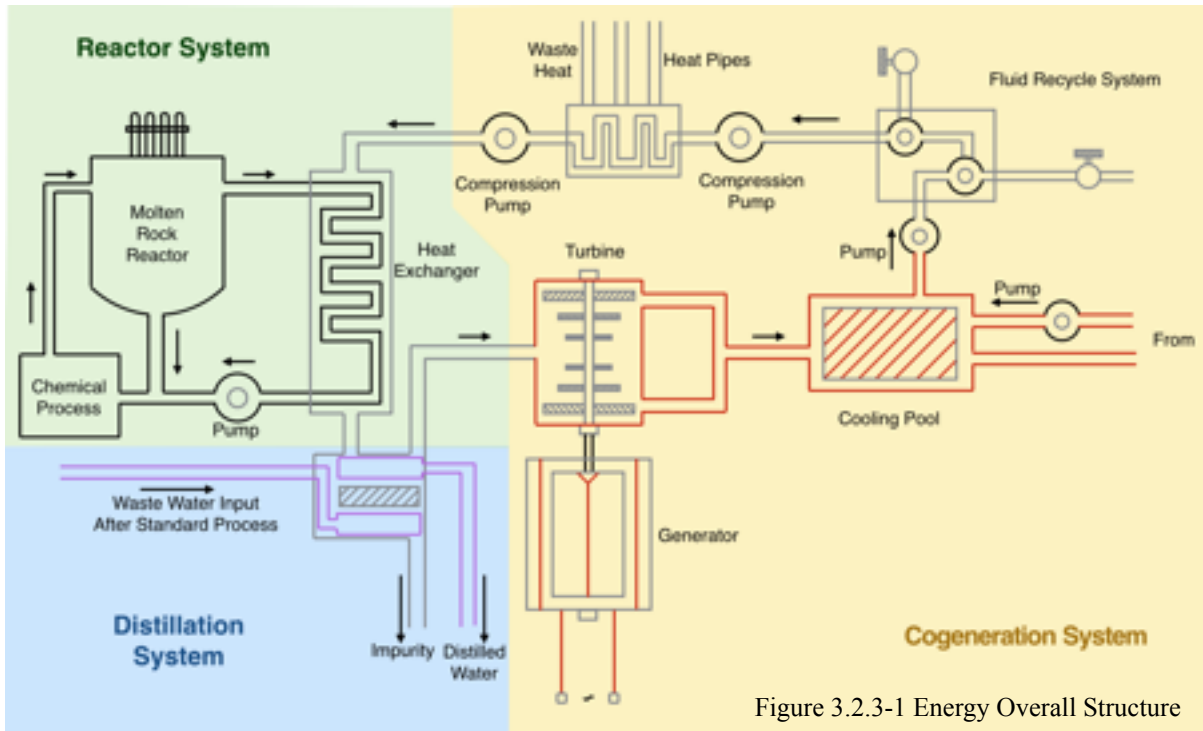 Reactor System
Waste
Heat
Heat Pipes
Fluid Recycle System
Compression
Pump
Compression
Pump
Molten
Rock
Reactor
Heat
Exchanger
Turbine
Pump
Pump
From
Chemical
Process
Pump
Cooling Pool
Waste Water Input
After Standard Process
Generator
Distillation
System
Impurity
Distilled
Water
Cogeneration System
Figure 3.2.3-1 Energy Overall Structure